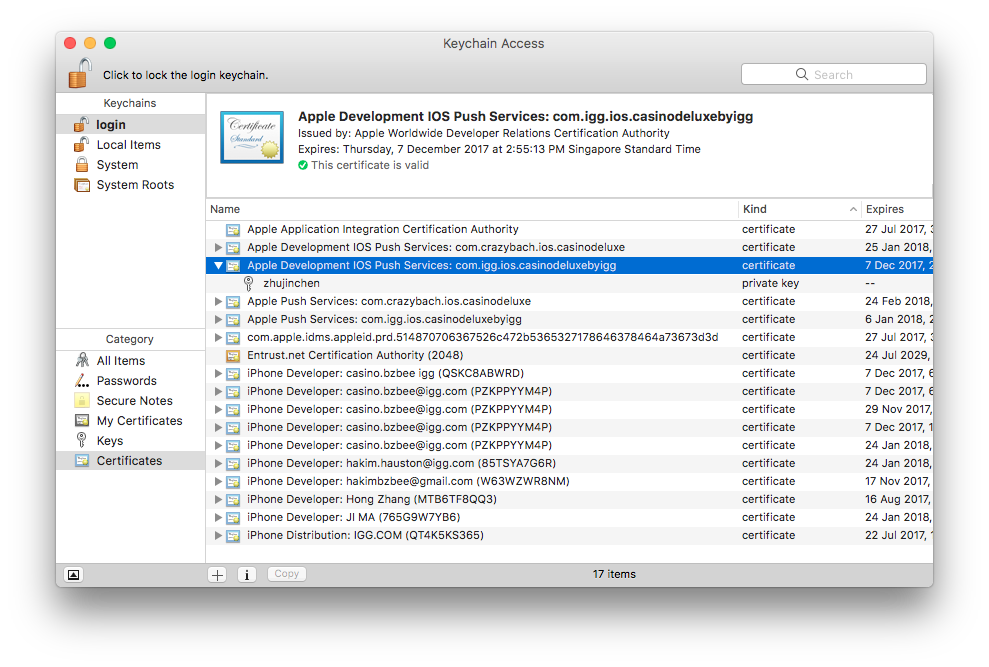 Keychain Access
Click to lock the login keychain.
Search
Keychains
login
Local Items
System
System Roots
Category
All Items
Passwords
Secure Notes
My Certificates
Keys
Certificates
Certificate
Standard
Apple Development IOS Push Services: com.igg.ios.casinodeluxebyigg
Issued by: Apple Worldwide Developer Relations Certification Authority
Expires: Thursday, 7 December 2017 at 2:55:13 PM Singapore Standard Time
This certificate is valid
Name Kind Expires
Apple Application Integration Certification Authority certificate 27 Jul 2017, 3
Apple Development IOS Push Services: com.crazybach.ios.casinodeluxe certificate 25 Jan 2018,
Apple Development IOS Push Services: com.igg.ios.casinodeluxebyigg certificate 7 Dec 2017, 2
zhujinchen private key --
Apple Push Services: com.crazybach.ios.casinodeluxe certificate 24 Feb 2018,
Apple Push Services: com.igg.ios.casinodeluxebyigg certificate 6 Jan 2018, 2
com.apple.idms.appleid.prd.514870706367526c472b5365327178646378464a73673d3d certificate 27 Jul 2017, 3
Entrust.net Certification Authority (2048) certificate 24 Jul 2029,
iPhone Developer: casino.bzbee igg (QSKC8ABWRD) certificate 7 Dec 2017, 6
iPhone Developer: casino.bzbee@igg.com (PZKPPYYM4P) certificate 7 Dec 2017, 6
iPhone Developer: casino.bzbee@igg.com (PZKPPYYM4P) certificate 29 Nov 2017,
iPhone Developer: casino.bzbee@igg.com (PZKPPYYM4P) certificate 7 Dec 2017, 1
iPhone Developer: casino.bzbee@igg.com (PZKPPYYM4P) certificate 24 Jan 2018,
iPhone Developer: hakim.hauston@igg.com (85TSYA7G6R) certificate 24 Jan 2018,
iPhone Developer: hakimbzbee@gmail.com (W63WZWR8NM) certificate 17 Nov 2017,
iPhone Developer: Hong Zhang (MTB6TF8QQ3) certificate 16 Aug 2017,
iPhone Developer: JI MA (765G9W7YB6) certificate 24 Jan 2018,
iPhone Distribution: IGG.COM (QT4K5KS365) certificate 22 Jul 2017, 1
Copy
17 items